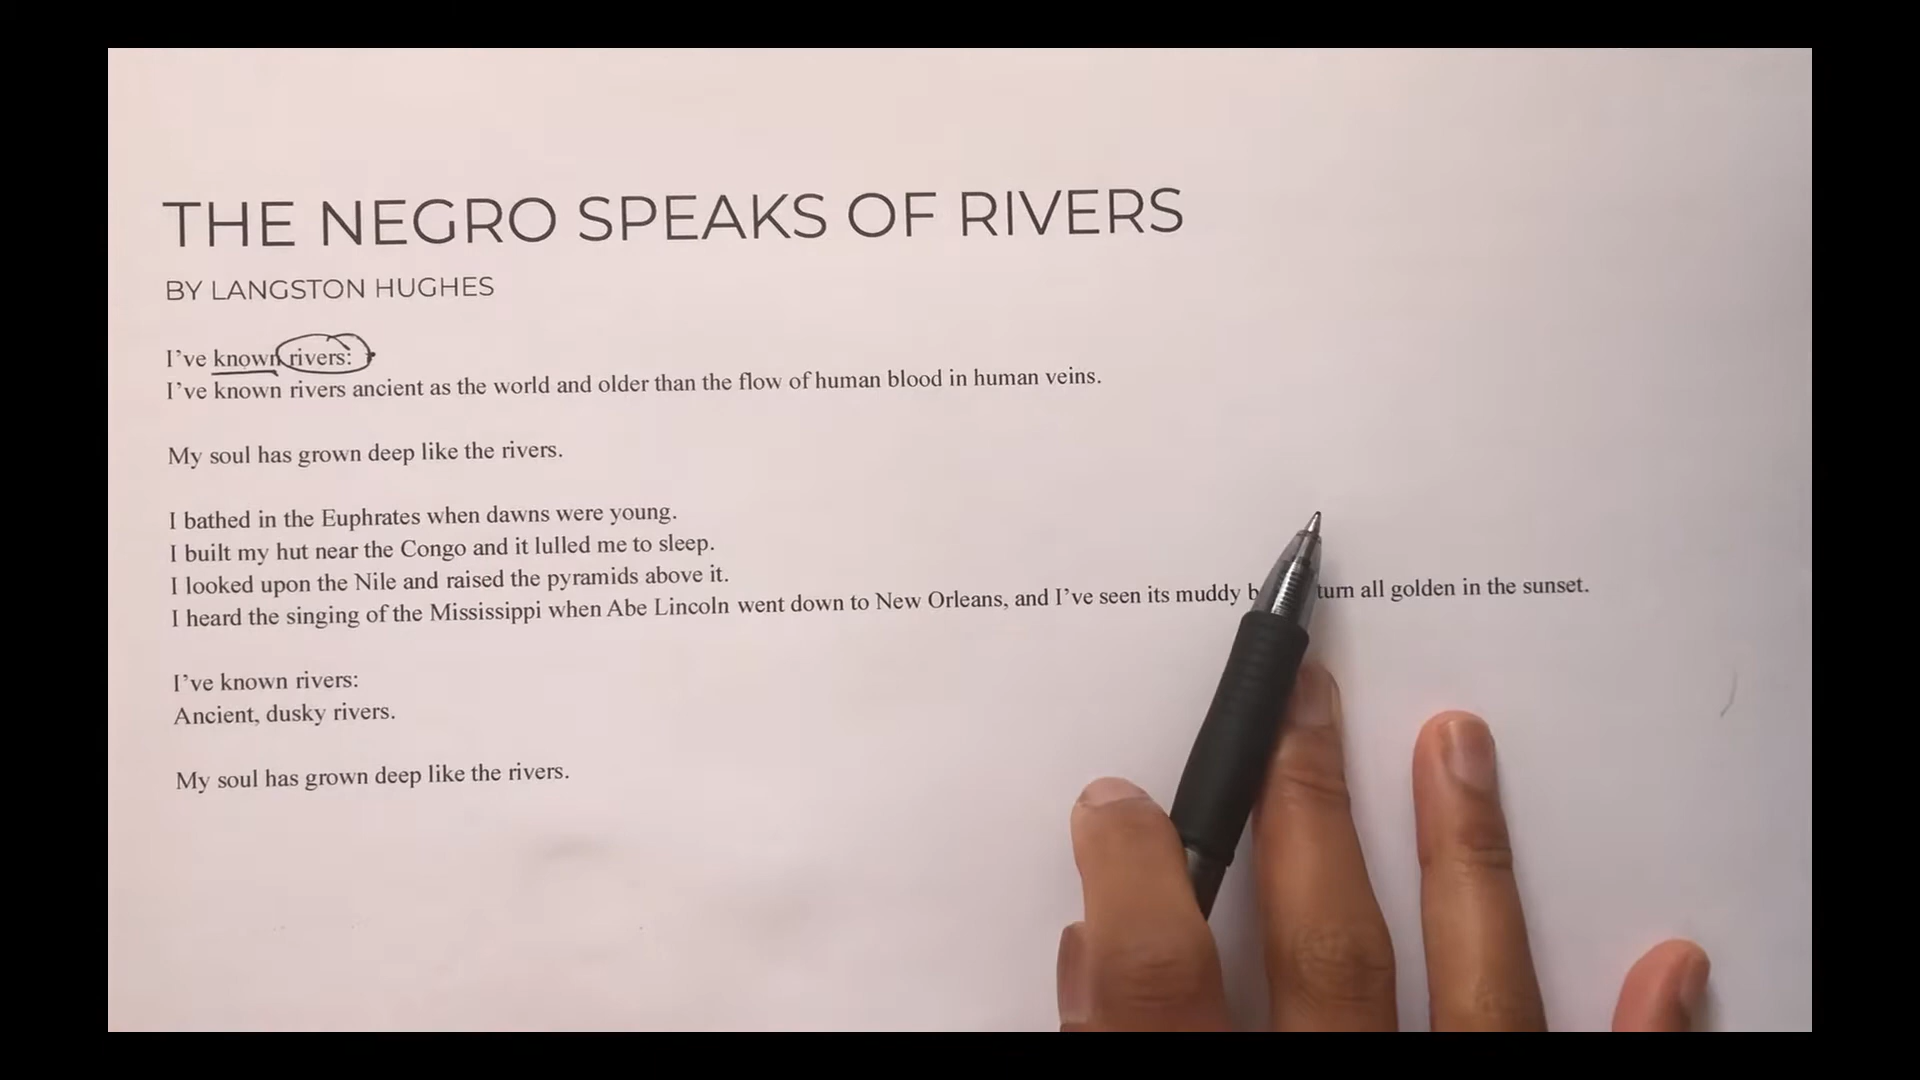 THE NEGRO SPEAKS OF RIVERS
BY LANGSTON HUGHES
I've known rivers:
I've known rivers ancient as the world and older than the flow of human blood in human veins.
My soul has grown deep like the rivers.
I bathed in the Euphrates when dawns were young.
I built my hut near the Congo and it lulled me to sleep.
I looked upon the Nile and raised the pyramids above it.
I heard the singing of the Mississippi when Abe Lincoln went down to New Orleans, and I've seen its muddy turn all golden in the sunset.
I've known rivers:
Ancient, dusky rivers.
My soul has grown deep like the rivers.